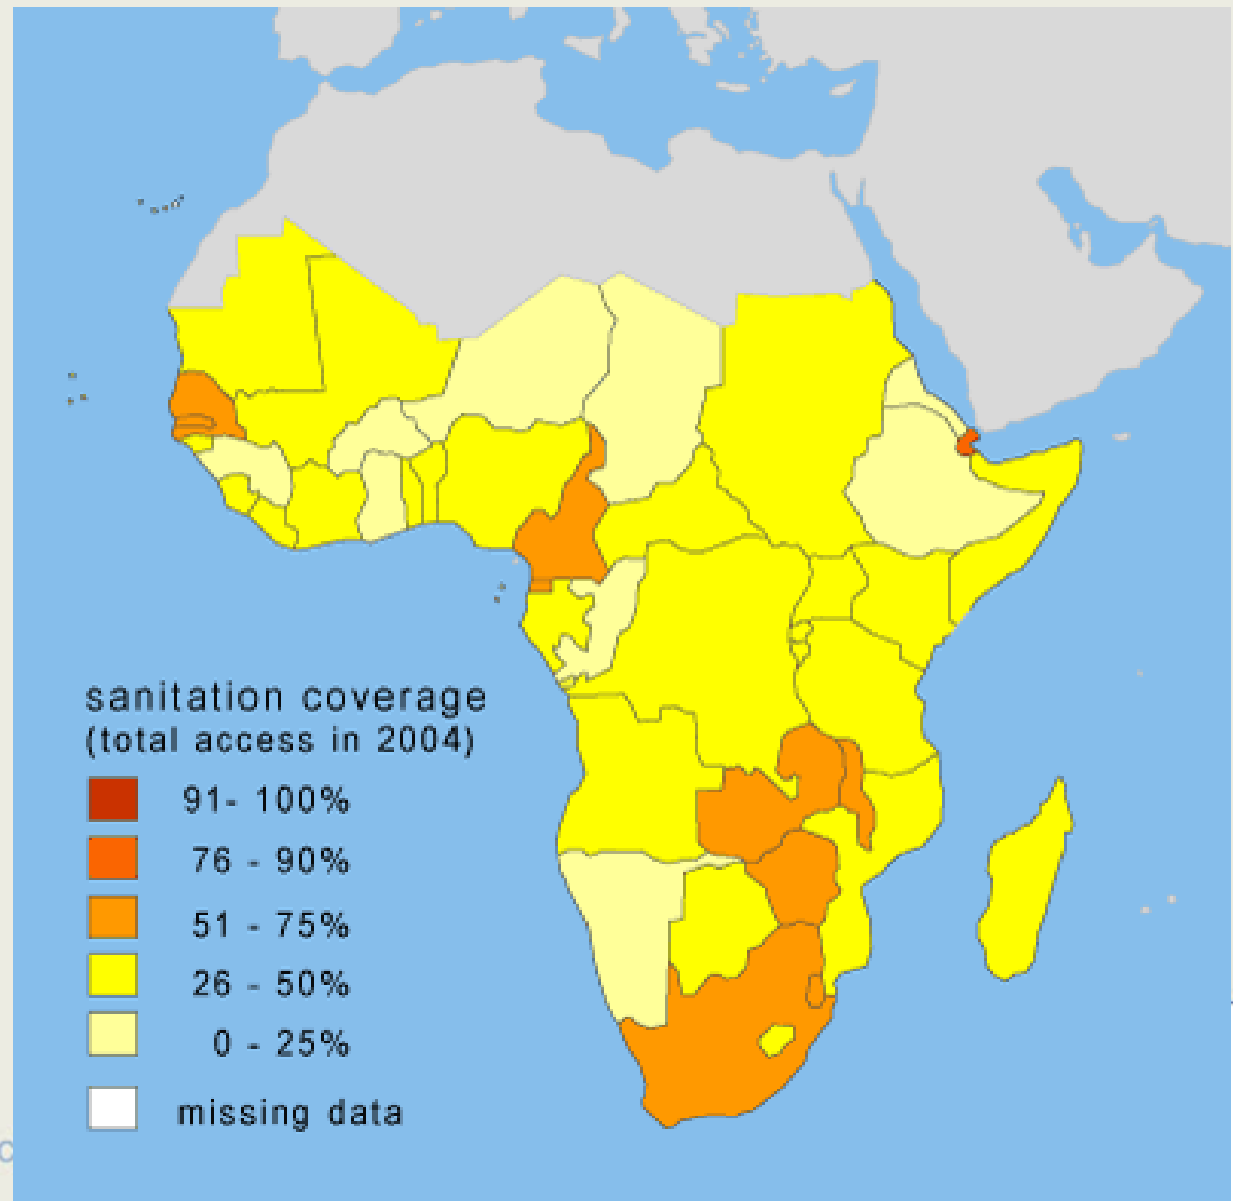 sanitation coverage
(total access in 2004)
91- 100%
76 - 90%
51 - 75%
26 - 50%
0 - 25%
missing data